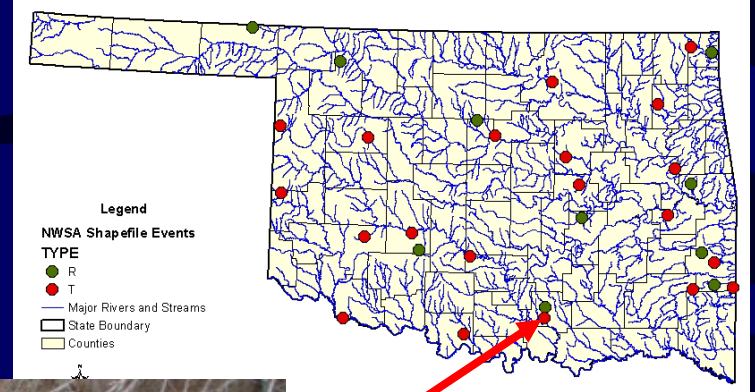 Legend
NWSA Shapefile Events
TYPE
R
T
Major Rivers and Streams
State Boundary
Counties
N